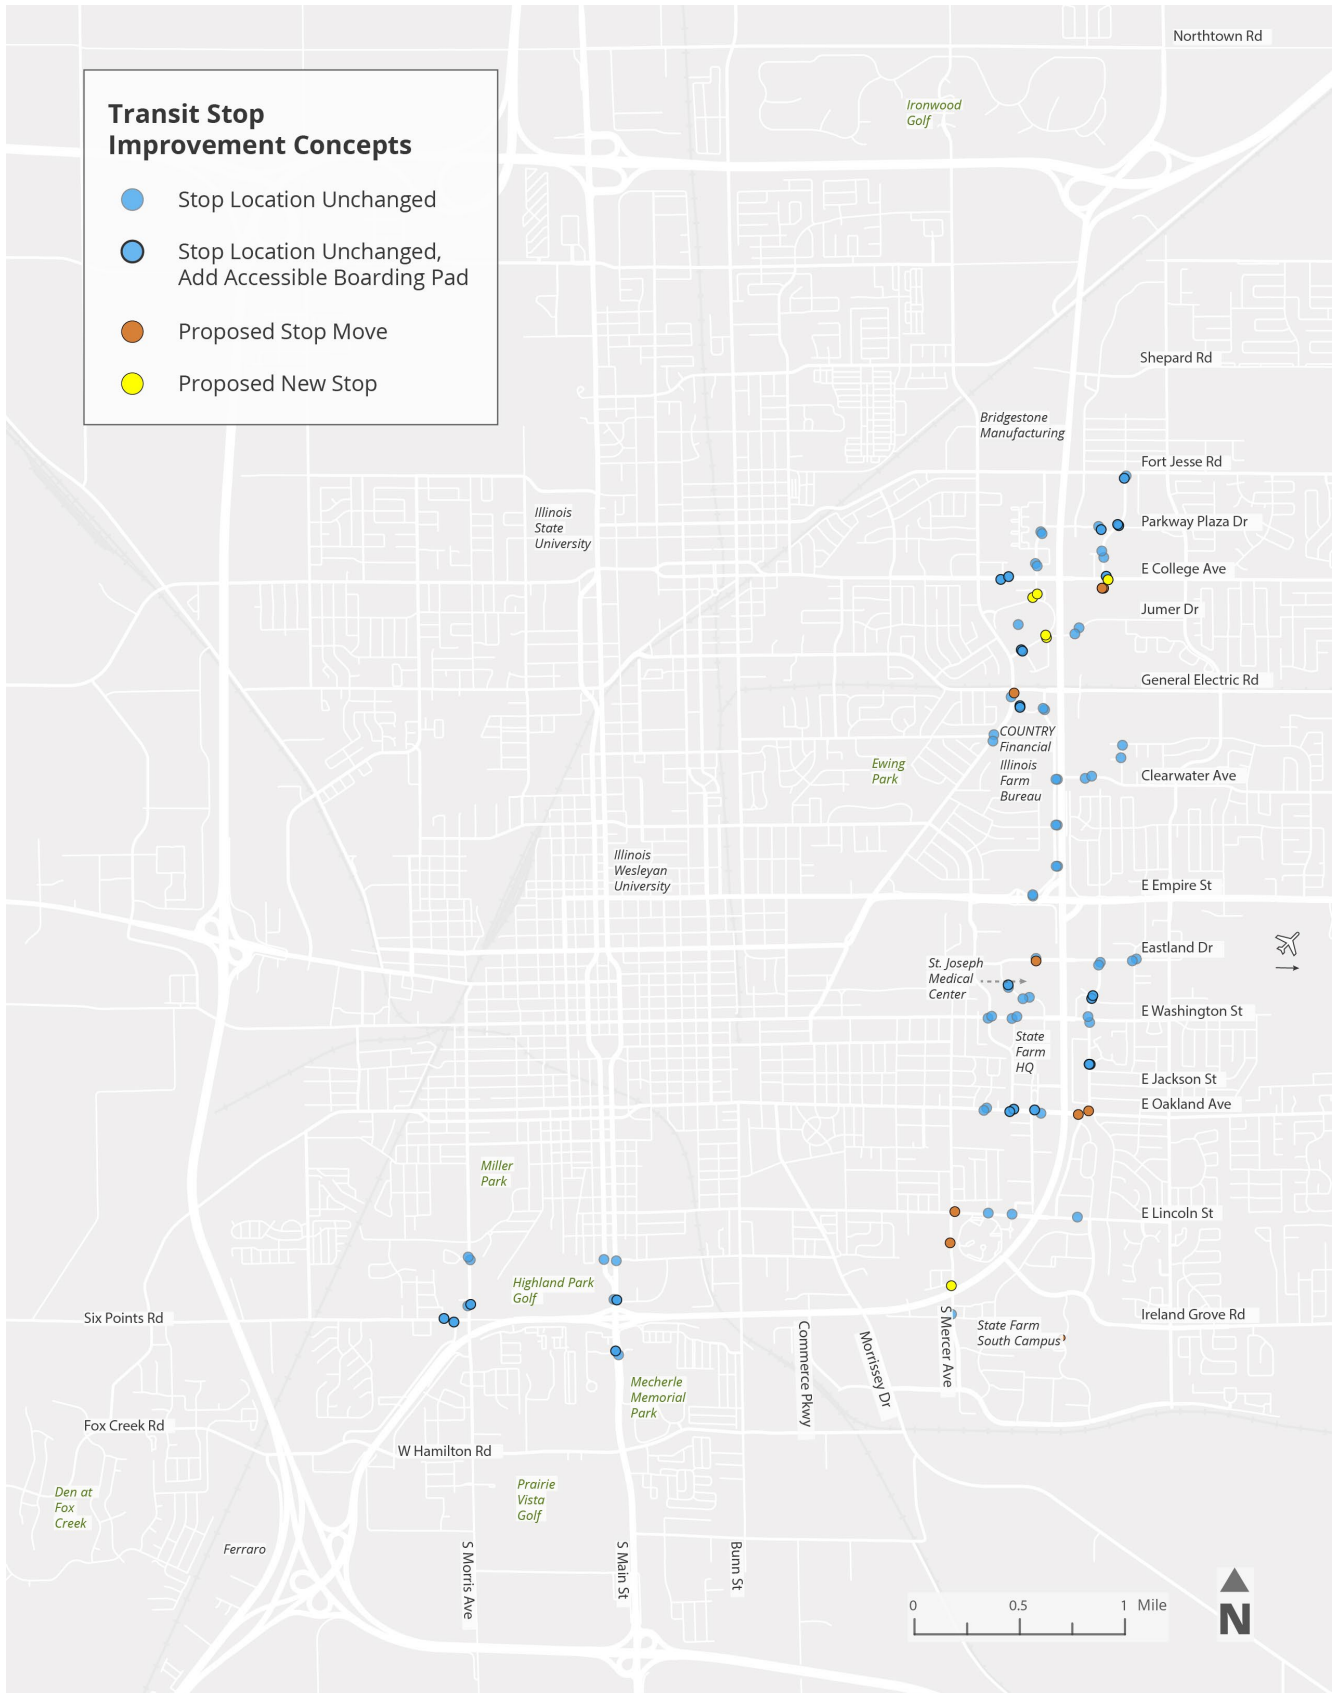 Northtown Rd
Transit Stop
Improvement Concepts
Stop Location Unchanged
Stop Location Unchanged,
Add Accessible Boarding Pad
Proposed Stop Move
Proposed New Stop
Ironwood
Golf
Shepard Rd
Bridgestone
Manufacturing
Fort Jesse Rd
Illinois
State
University
Parkway Plaza Dr
E College Ave
Jumer Dr
General Electric Rd
COUNTRY
Financial
Ewing
Park
Illinois
Farm
Bureau
Clearwater Ave
Illinois
Wesleyan
University
E Empire St
Eastland Dr
St. Joseph
Medical
Center
E Washington St
State
Farm
HQ
E Jackson St
E Oakland Ave
Miller
Park
E Lincoln St
Highland Park
Golf
Six Points Rd
Ireland Grove Rd
State Farm
South Campus
S Mercer Ave
Commerce Pkwy
Morrissey Dr
Mecherle
Memorial
Park
Fox Creek Rd
W Hamilton Rd
Den at
Fox
Creek
Prairie
Vista
Golf
Ferraro
S Morris Ave
S Main St
Bunn St
0 0.5 1 Mile
N